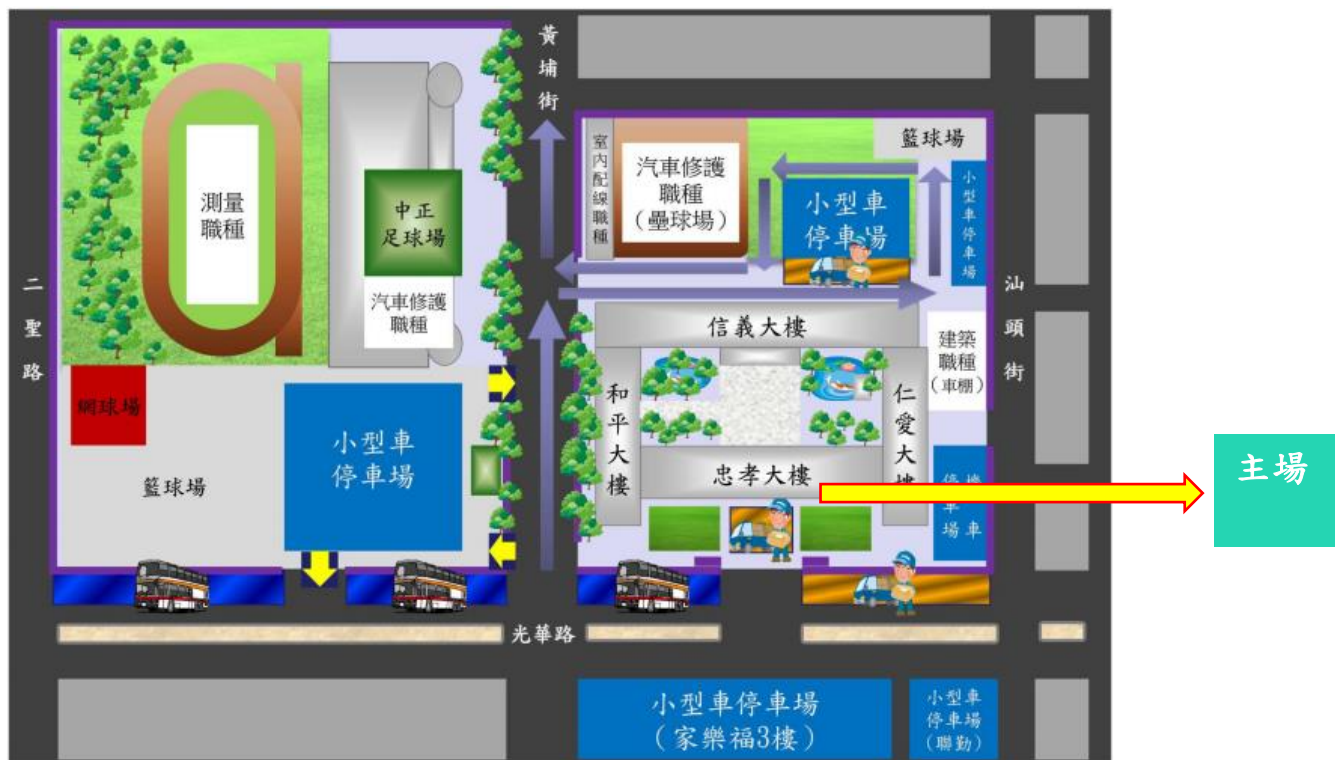 黃埔街
籃球場
室內配線職種
汽車修護
職種
(壘球場)
小型車
停車場
小型車停車場
測量
職種
中正
足球場
汽車修護
職種
二聖路
汕頭街
信義大樓
建築
職種
(車棚)
和平大樓
仁愛大樓
網球場
小型車
停車場
籃球場
忠孝大樓
機車
停車場
主場
光華路
小型車停車場
(家樂福3樓)
小型車
停車場
(聯勤)